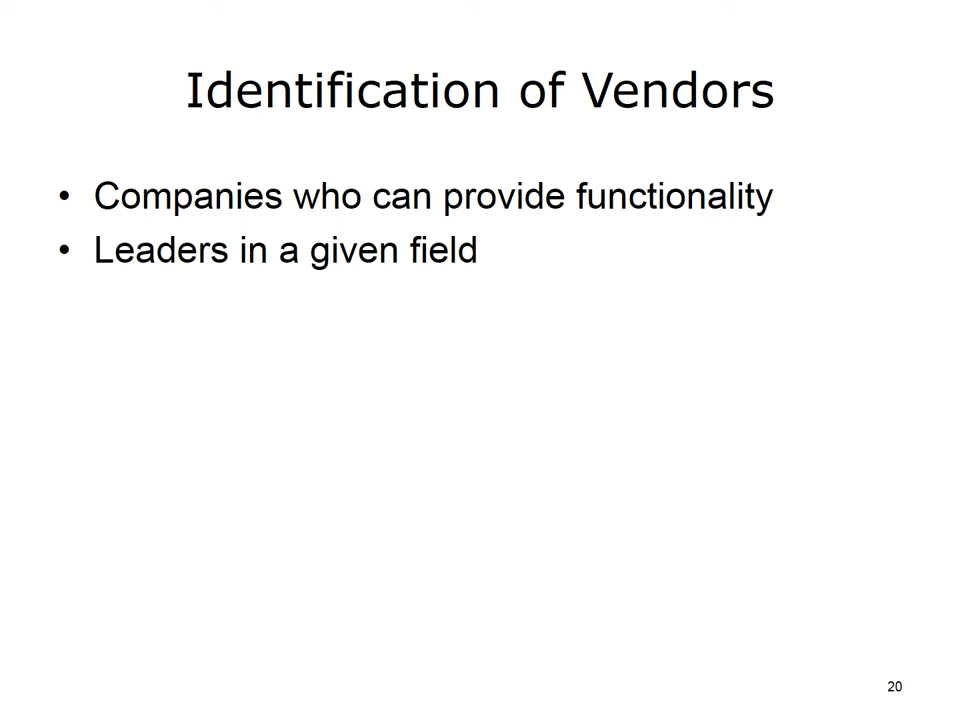 Identification of Vendors
• Companies who can provide functionality
• Leaders in a given field
20